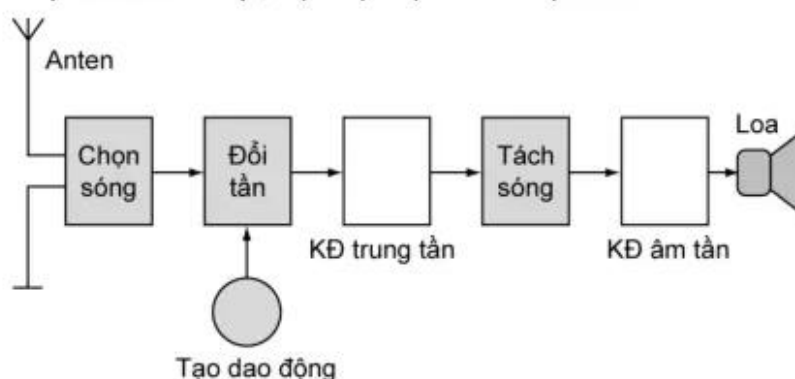 Anten
Chọn
sóng
Đổi
tần
Tách
sóng
Loa
KĐ trung tần
KĐ âm tần
Tạo dao động